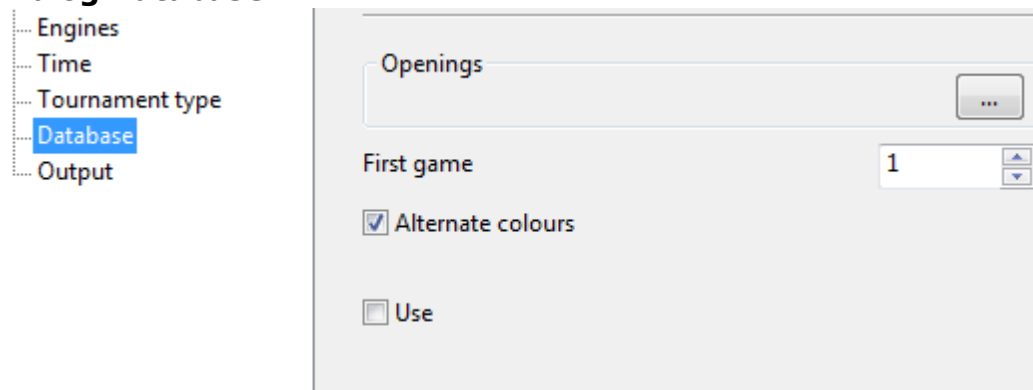 Engines
Time
Tournament type
Database
Output
Openings
...
First game
1
Alternate colours
Use